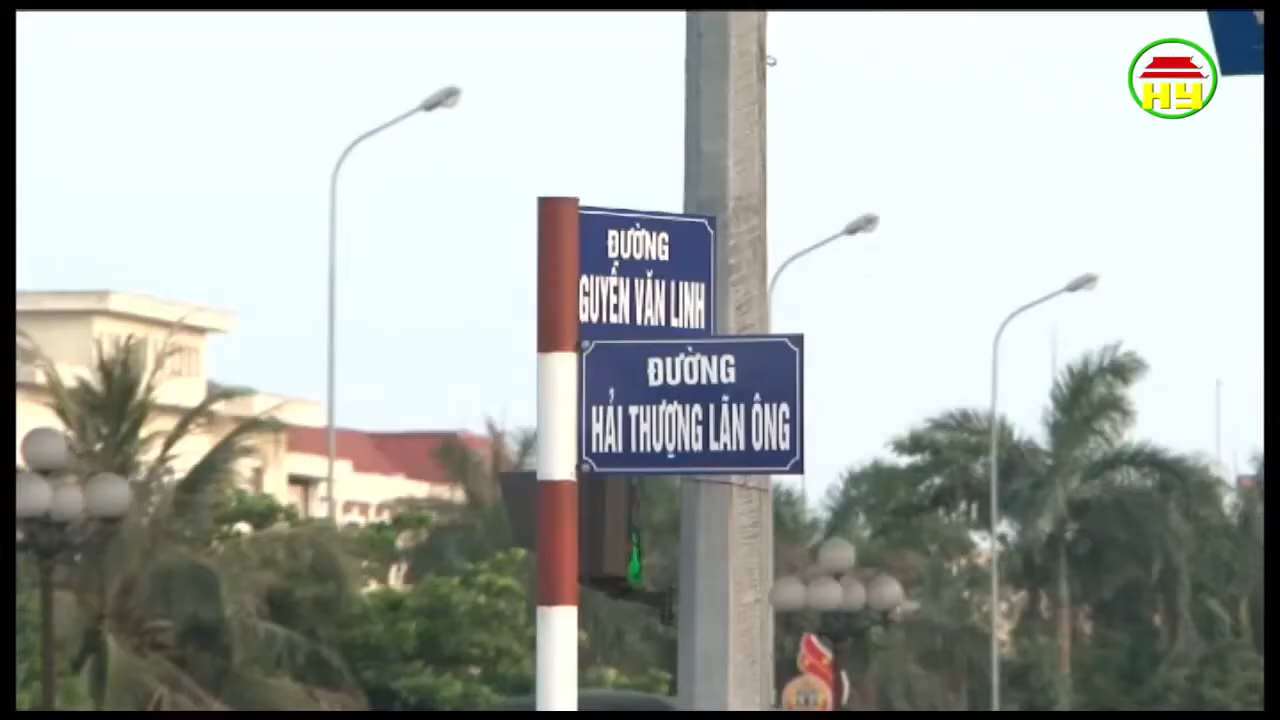 HY
ĐƯỜNG
GUYỄN VĂN LINH
ĐƯỜNG
HẢI THƯỢNG LÃN ÔNG